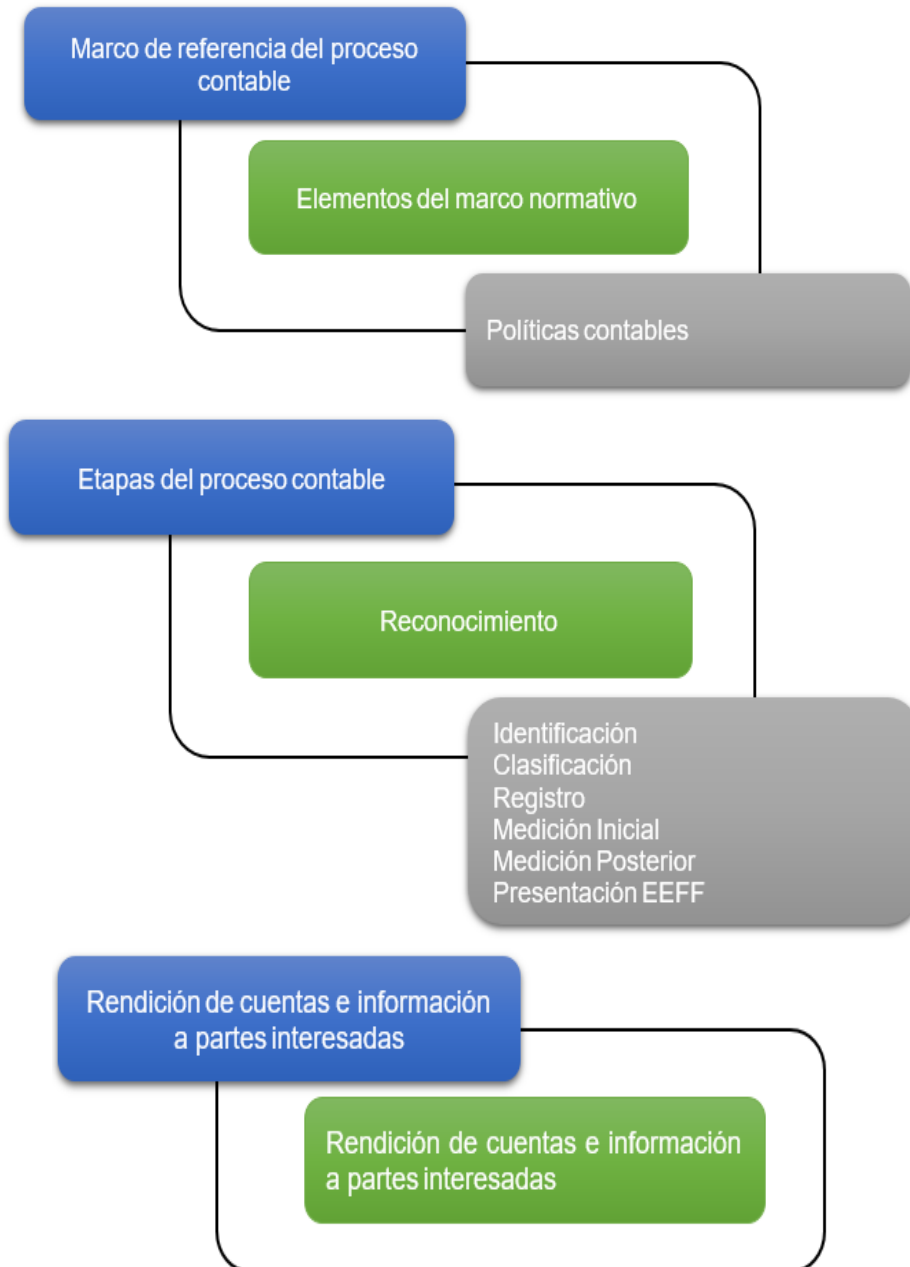 Marco de referencia del proceso
contable
Elementos del marco normativo
Políticas contables
Etapas del proceso contable
Reconocimiento
Identificación
Clasificación
Registro
Medición Inicial
Medición Posterior
Presentación EEFF
Rendición de cuentas e información
a partes interesadas
Rendición de cuentas e información
a partes interesadas